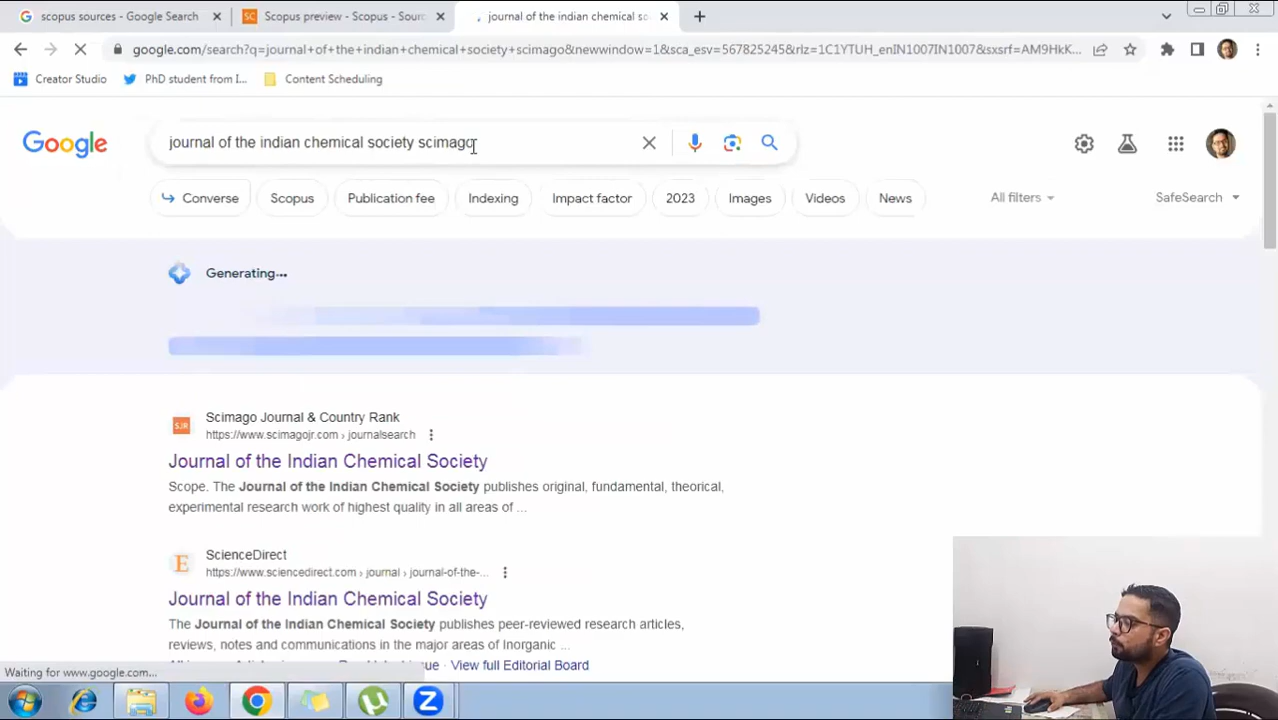 scopus sources - Google Search
Scopus preview - Scopus - Sourc
journal of the indian chemical so
google.com/search?q=journal+of+the+indian+chemical+society+scimago&newwindow=1&sca_esv=567825245&rlz=1C1YTUH_enIN1007IN1007&sxsrf=AM9HkK...
Creator Studio
PhD student from I...
Content Scheduling
Google
journal of the indian chemical society scimago
Converse
Scopus
Publication fee
Indexing
Impact factor
2023
Images
Videos
News
All filters
SafeSearch
Generating...
SJR
Scimago Journal & Country Rank
https://www.scimagojr.com › journalsearch
Journal of the Indian Chemical Society
Scope. The Journal of the Indian Chemical Society publishes original, fundamental, theorical,
experimental research work of highest quality in all areas of ...
ScienceDirect
https://www.sciencedirect.com › journal › journal-of-the-...
Journal of the Indian Chemical Society
The Journal of the Indian Chemical Society publishes peer-reviewed research articles,
reviews, notes and communications in the major areas of Inorganic ...
View full Editorial Board
Waiting for www.google.com...